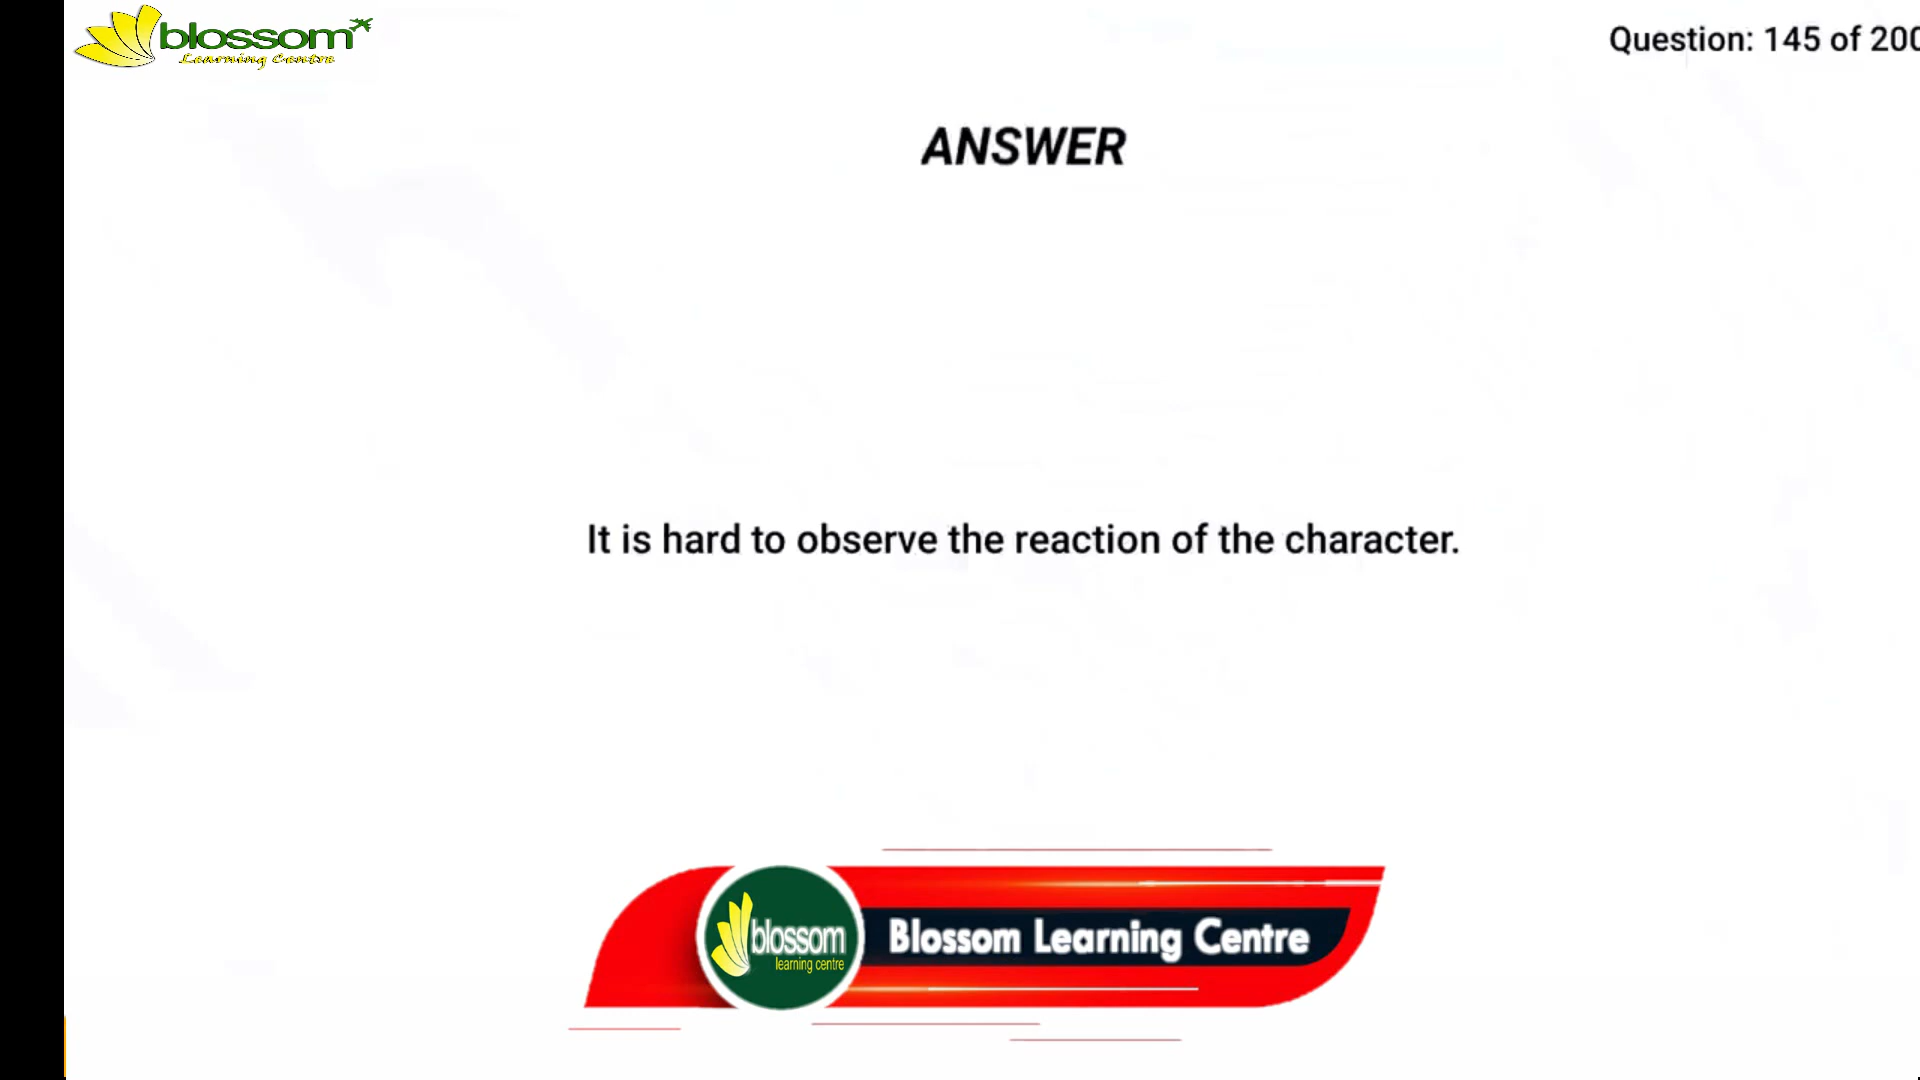 blossom
Learning Centre
Question: 145 of 200
ANSWER
It is hard to observe the reaction of the character.
blossom
learning centre
Blossom Learning Centre